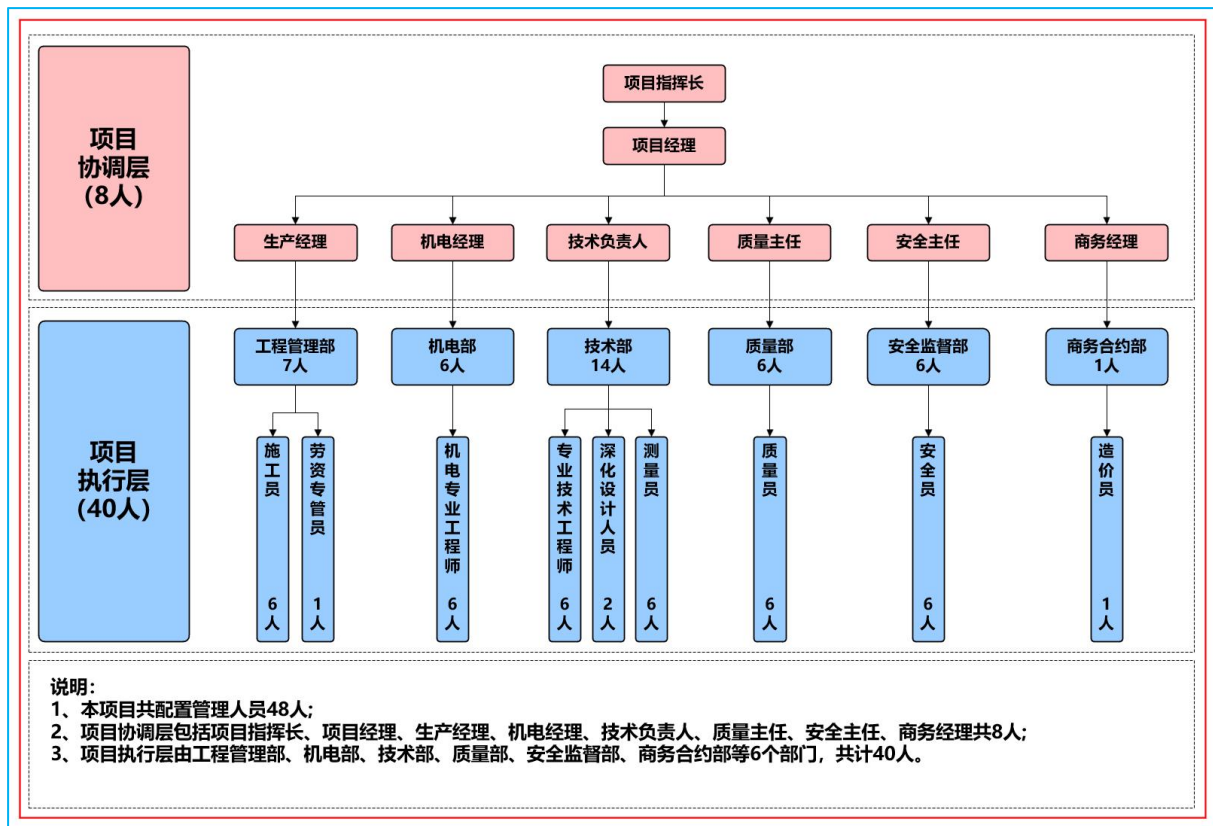 项目
协调层
(8人)
项目指挥长
项目经理
生产经理
机电经理
技术负责人
质量主任
安全主任
商务经理
项目
执行层
(40人)
工程管理部
7人
机电部
6人
技术部
14人
质量部
6人
安全监督部
6人
商务合约部
1人
施工员 6人
劳资专管员 1人
机电专业工程师 6人
专业技术工程师 6人
深化设计人员 2人
测量员 6人
质量员 6人
安全员 6人
造价员 1人
说明：
1、本项目共配置管理人员48人；
2、项目协调层包括项目指挥长、项目经理、生产经理、机电经理、技术负责人、质量主任、安全主任、商务经理共8人；
3、项目执行层由工程管理部、机电部、技术部、质量部、安全监督部、商务合约部等6个部门，共计40人。